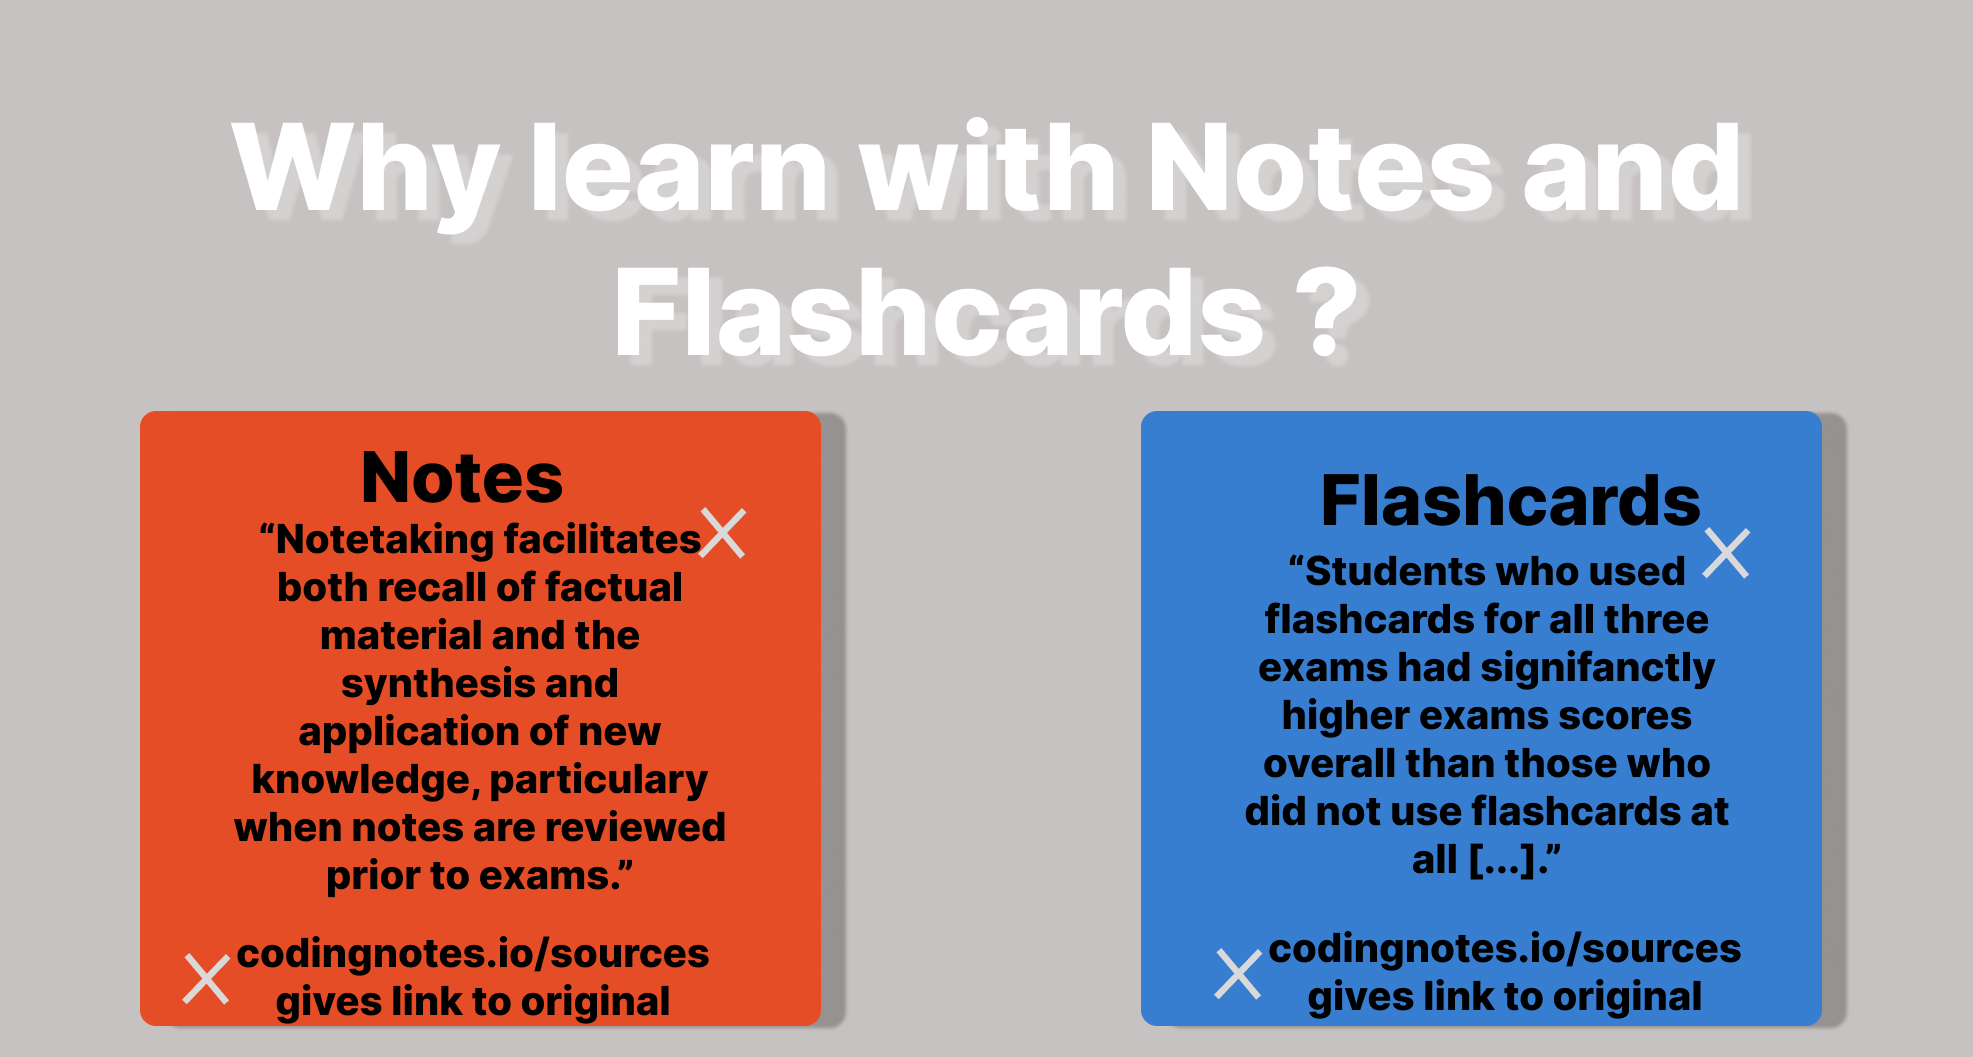 Why learn with Notes and
Flashcards ?
Notes
“Notetaking facilitates
both recall of factual
material and the
synthesis and
application of new
knowledge, particulary
when notes are reviewed
prior to exams.”
codingnotes.io/sources
gives link to original
Flashcards
“Students who used
flashcards for all three
exams had signifanctly
higher exams scores
overall than those who
did not use flashcards at
all [...].”
codingnotes.io/sources
gives link to original